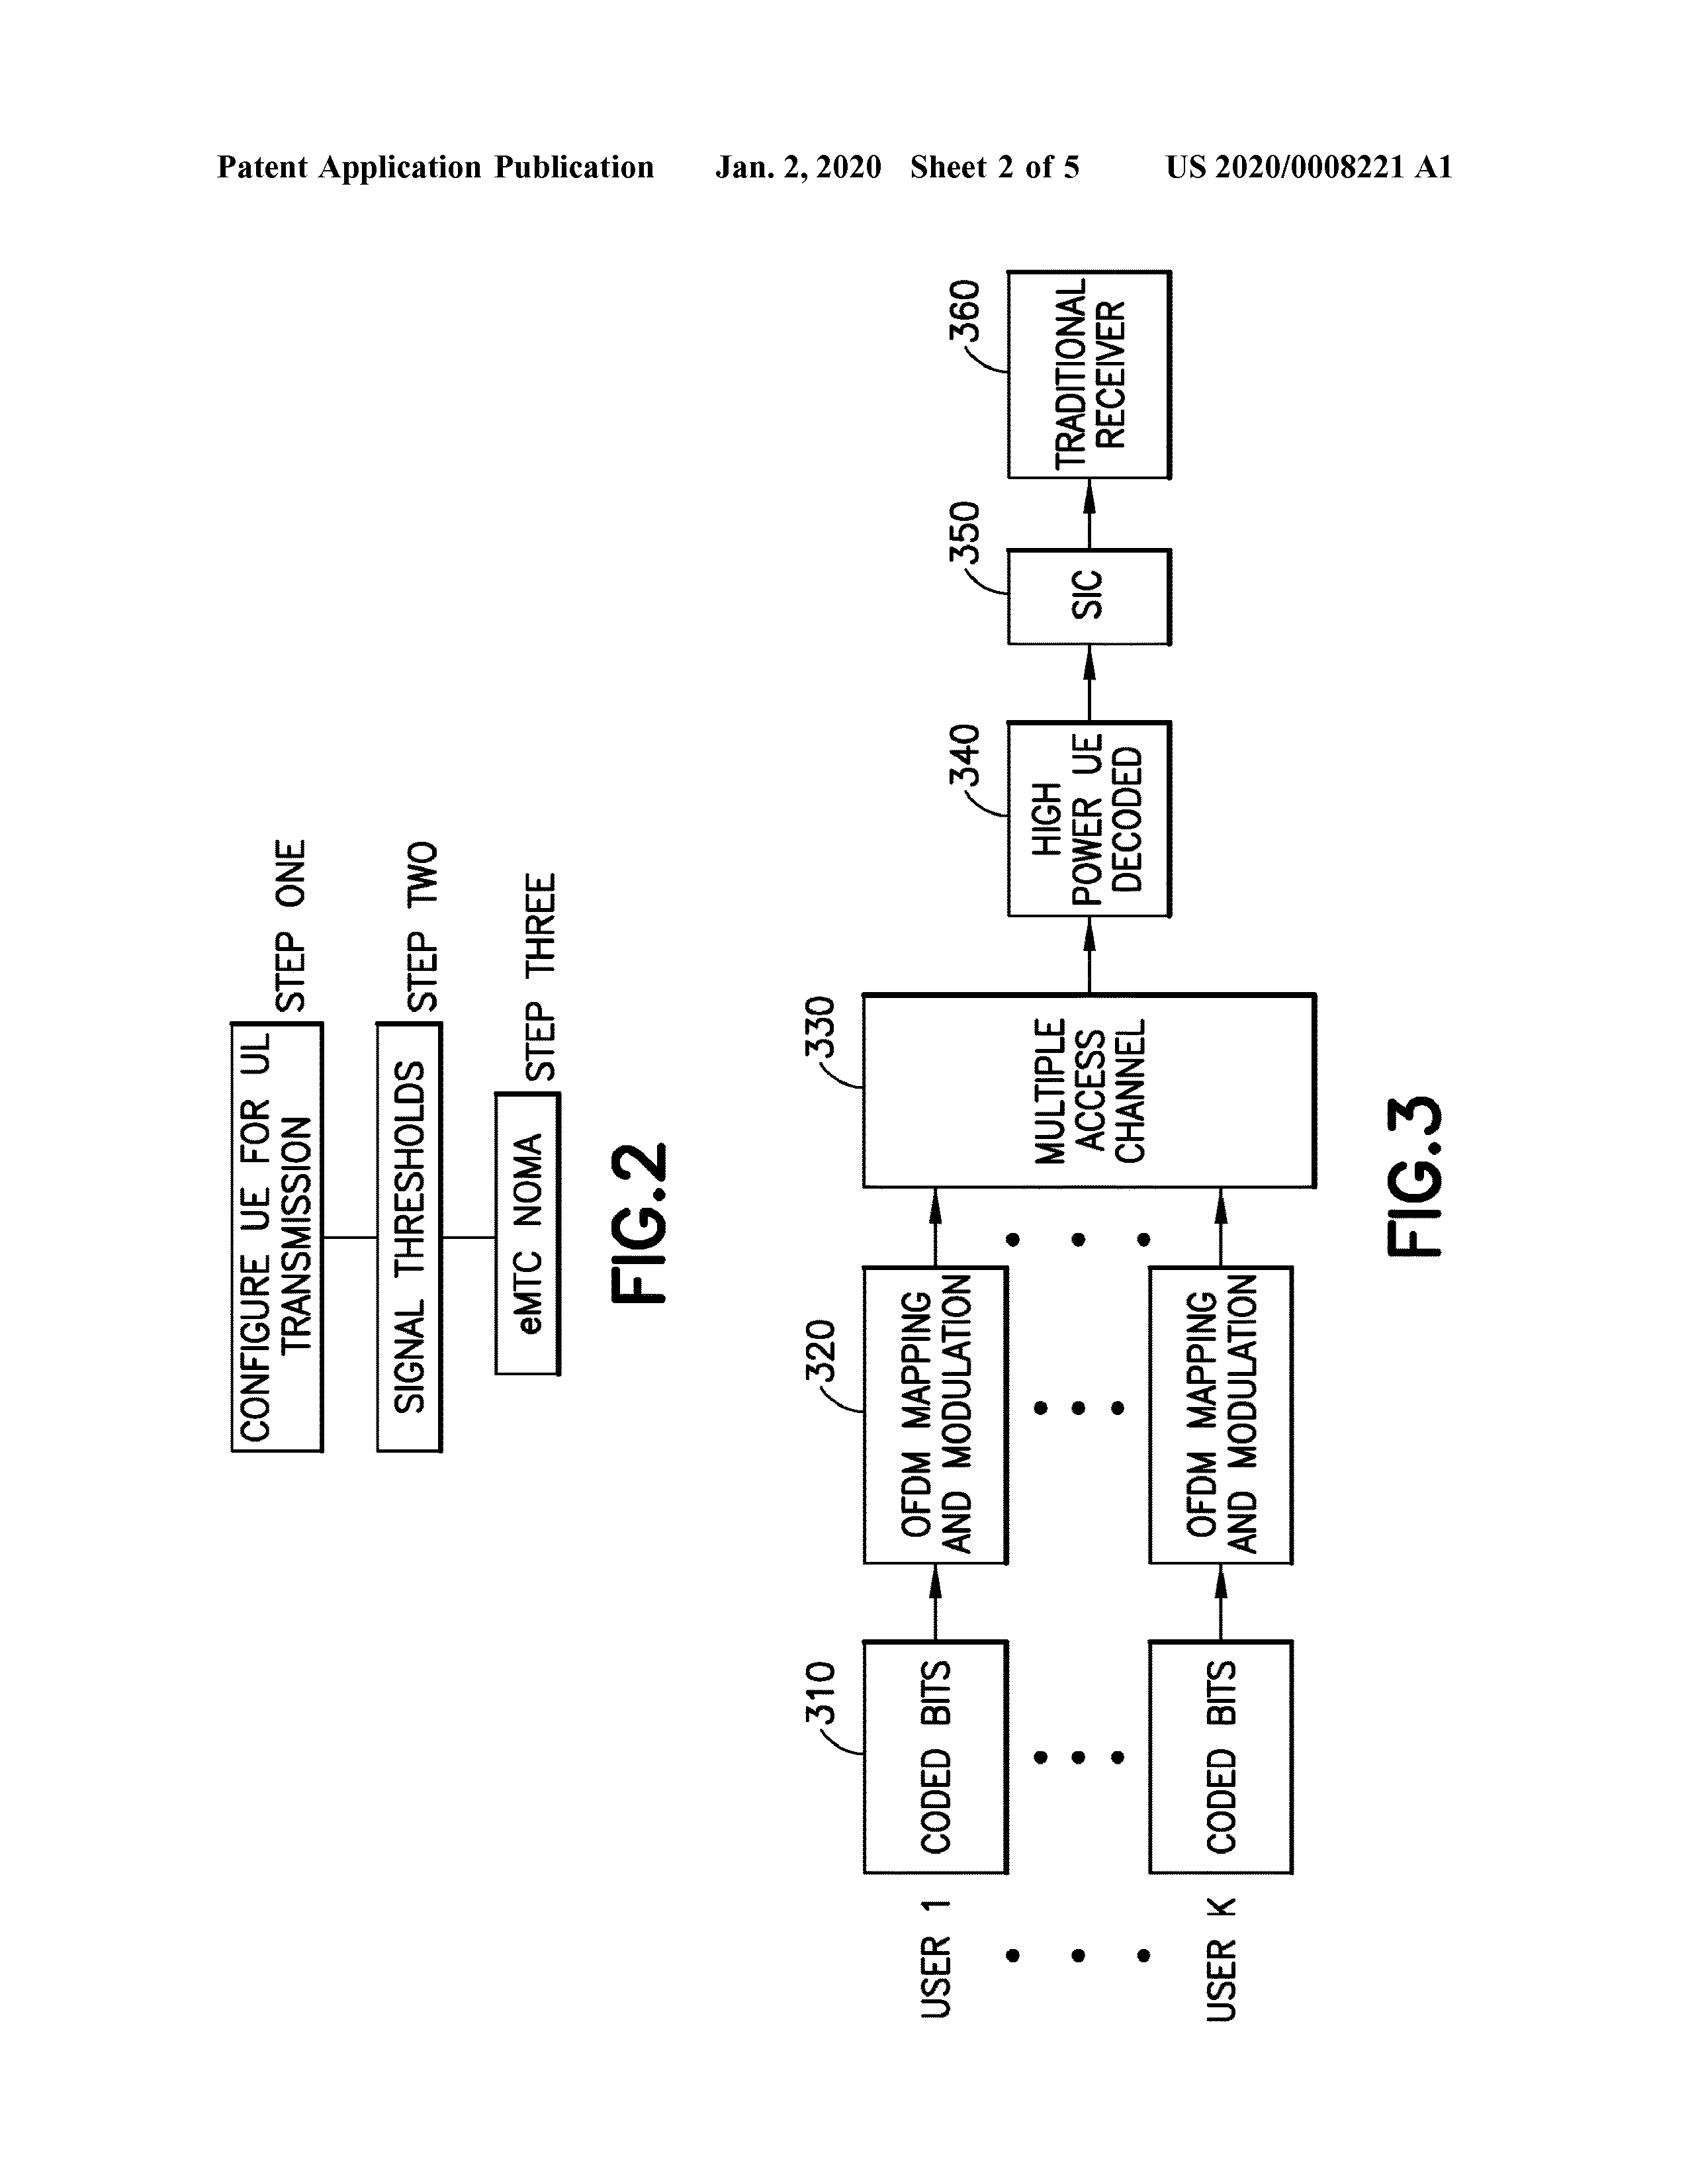 Patent Application Publication Jan. 2, 2020 Sheet 2 of 5 US 2020/0008221 A1
CONFIGURE UE FOR UL
TRANSMISSION
STEP ONE
SIGNAL THRESHOLDS
STEP TWO
eMTC NOMA
STEP THREE
FIG.2
USER 1
310
CODED BITS
320
OFDM MAPPING
AND MODULATION
USER K
CODED BITS
OFDM MAPPING
AND MODULATION
330
MULTIPLE
ACCESS
CHANNEL
340
HIGH
POWER UE
DECODED
350
SIC
360
TRADITIONAL
RECEIVER
FIG.3